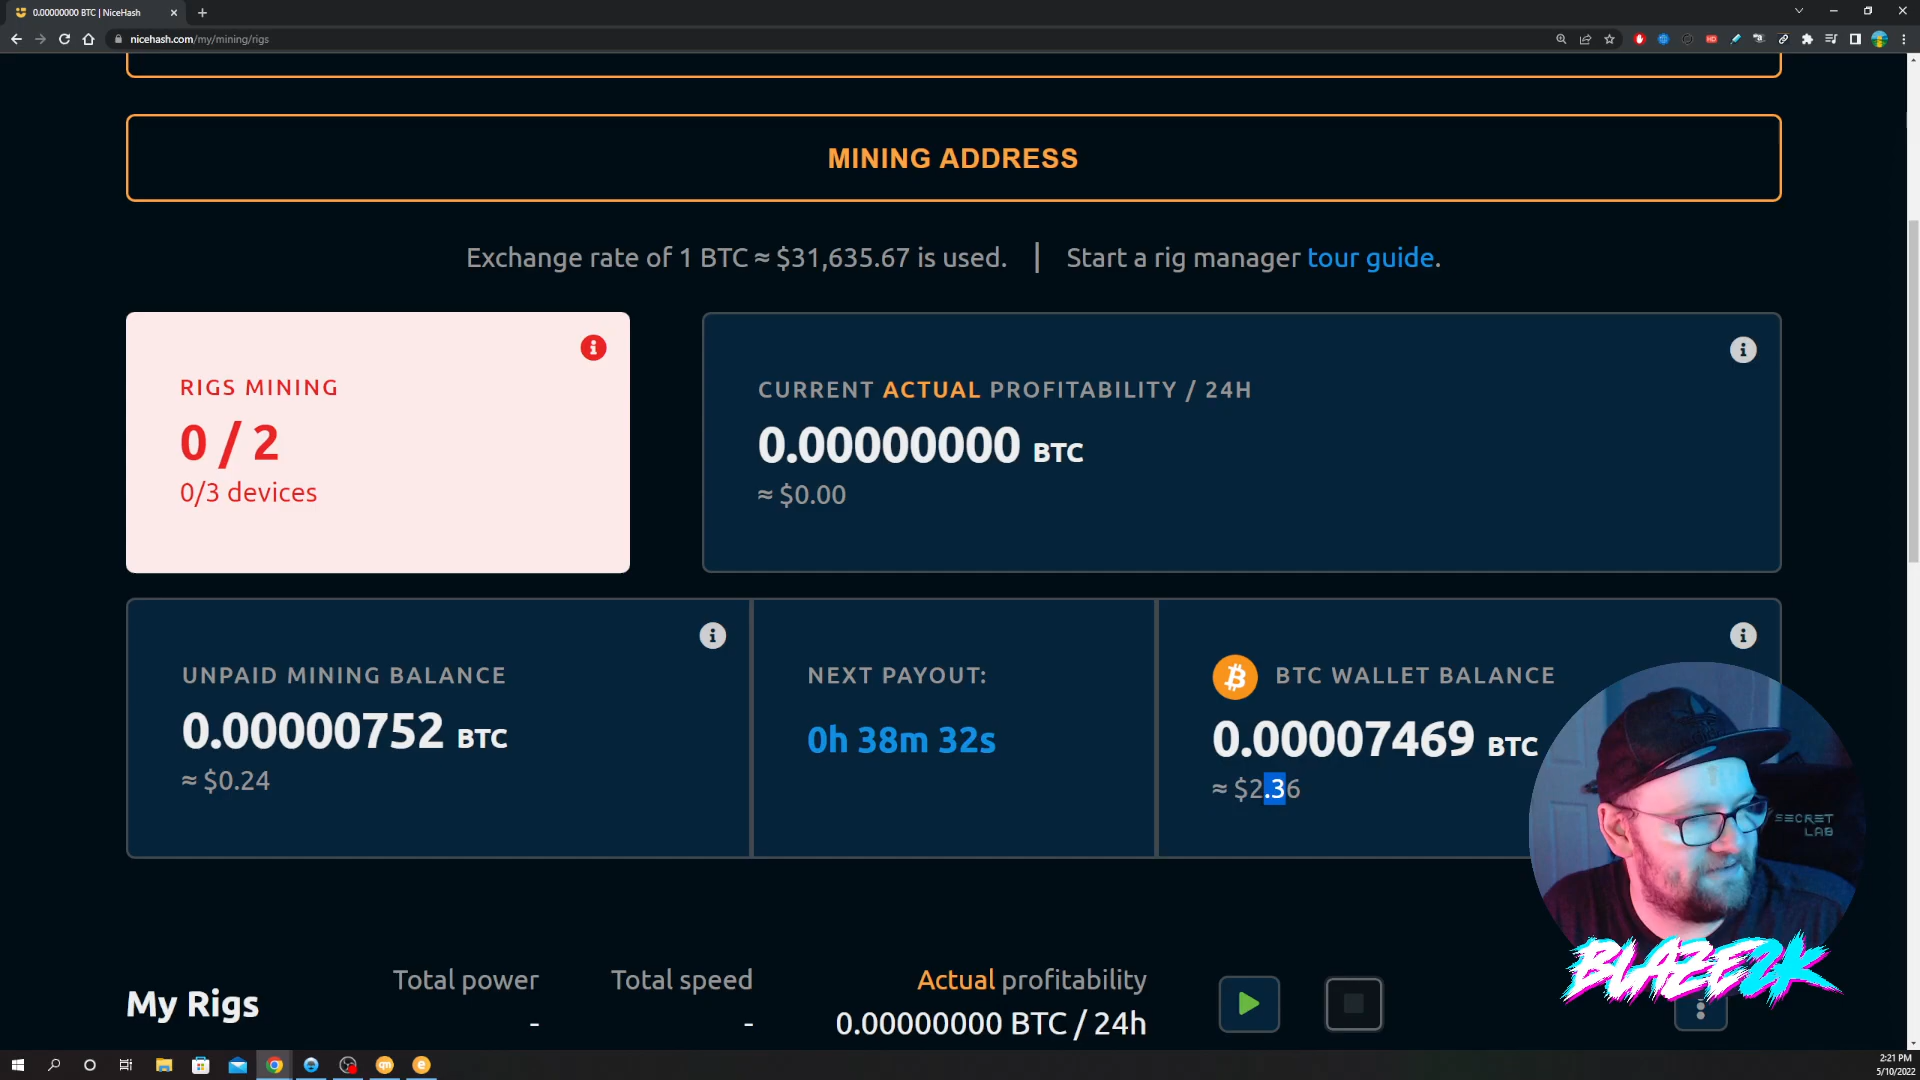 0.00000000 BTC | NiceHash
nicehash.com/my/mining/rigs
MINING ADDRESS
Exchange rate of 1 BTC ≈ $31,635.67 is used. | Start a rig manager tour guide.
RIGS MINING
0 / 2
0/3 devices
CURRENT ACTUAL PROFITABILITY / 24H
0.00000000 BTC
≈ $0.00
UNPAID MINING BALANCE
0.00000752 BTC
≈ $0.24
NEXT PAYOUT:
0h 38m 32s
BTC WALLET BALANCE
0.00007469 BTC
≈ $2.36
SECRET
LAB
BLAZE2K
My Rigs
Total power
-
Total speed
-
Actual profitability
0.00000000 BTC / 24h
2:21 PM
5/10/2022